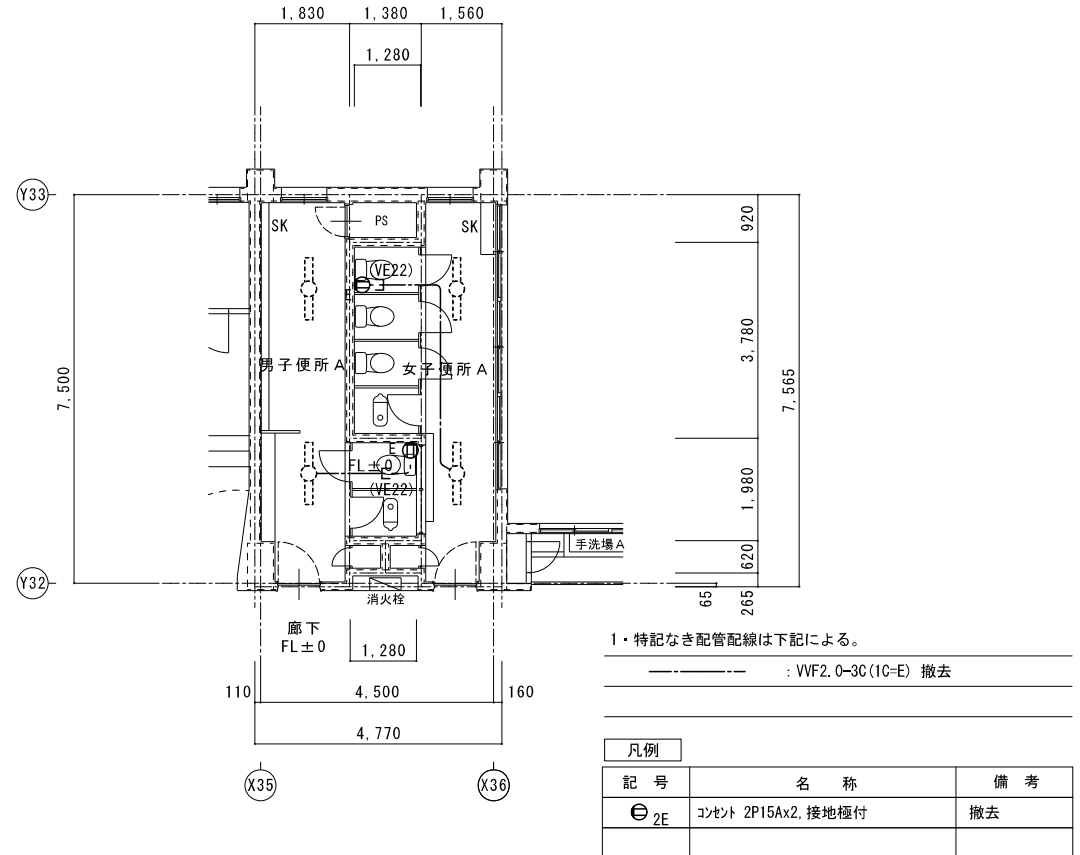 1,830 1,380 1,560
1,280
Y33
920
SK PS SK
(VE22)
3,780
7,500
男子便所A 女子便所A
7,565
E
FL±0
E
(VE22)
1,980
手洗場A
620
Y32
消火栓
65
265
廊下
FL±0
1,280
110 4,500 160
4,770
X35 X36
1・特記なき配管配線は下記による。
:VVF2.0-3C(1C=E) 撤去
凡例
記号 名称 備考
2E コンセント 2P15Ax2,接地極付 撤去